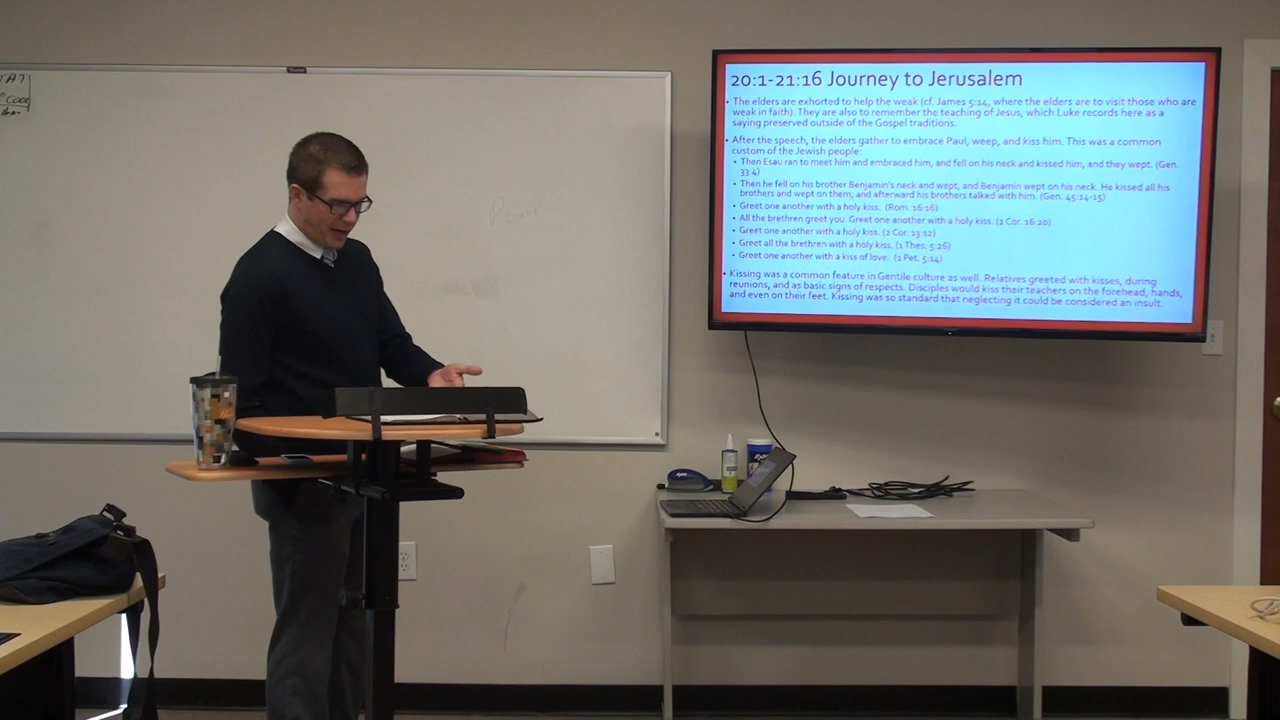 20:1-21:16 Journey to Jerusalem
• The elders are exhorted to help the weak (cf. James 5:14, where the elders are to visit those who are
weak in faith). They are also to remember the teaching of Jesus, which Luke records here as a
saying preserved outside of the Gospel traditions.
• After the speech, the elders gather to embrace Paul, weep, and kiss him. This was a common
custom of the Jewish people:
• Then Esau ran to meet him and embraced him, and fell on his neck and kissed him, and they wept. (Gen.
33:4)
• Then he fell on his brother Benjamin's neck and wept, and Benjamin wept on his neck. He kissed all his
brothers and wept on them, and afterward his brothers talked with him. (Gen. 45:14-15)
• Greet one another with a holy kiss. (Rom. 16:16)
• All the brethren greet you. Greet one another with a holy kiss. (1 Cor. 16:20)
• Greet one another with a holy kiss. (2 Cor. 13:12)
• Greet all the brethren with a holy kiss. (1 Thes. 5:26)
• Greet one another with a kiss of love. (1 Pet. 5:14)
• Kissing was a common feature in Gentile culture as well. Relatives greeted with kisses, during
reunions, and as basic signs of respects. Disciples would kiss their teachers on the forehead, hands,
and even on their feet. Kissing was so standard that neglecting it could be considered an insult.